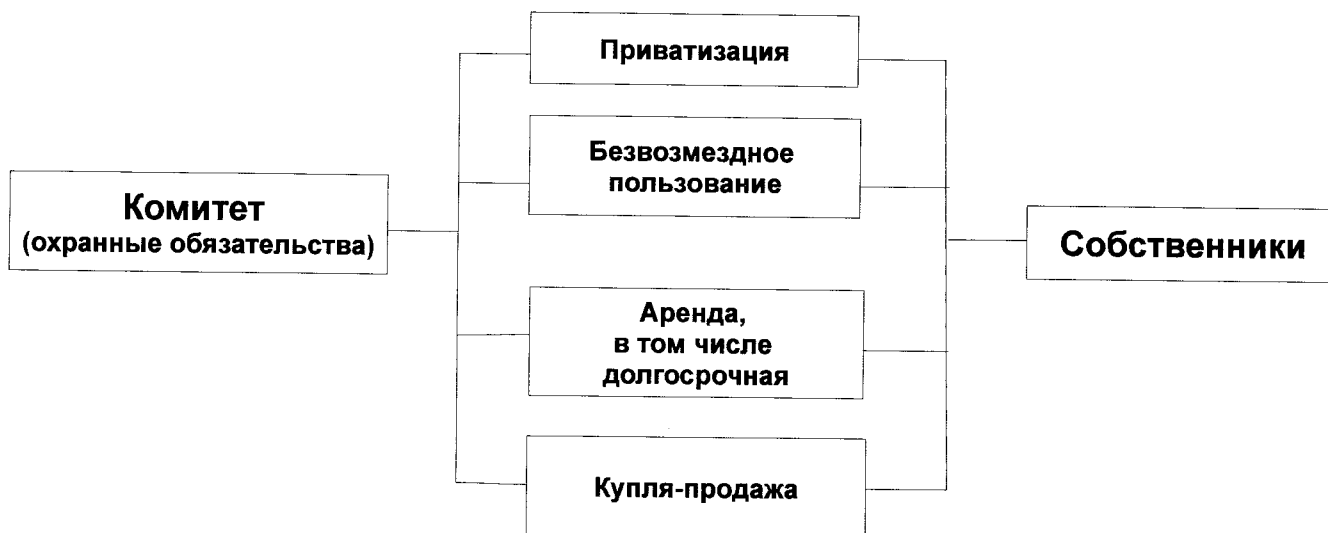 Приватизация
Безвозмездное
пользование
Комитет
(охранные обязательства)
Собственники
Аренда,
в том числе
долгосрочная
Купля-продажа